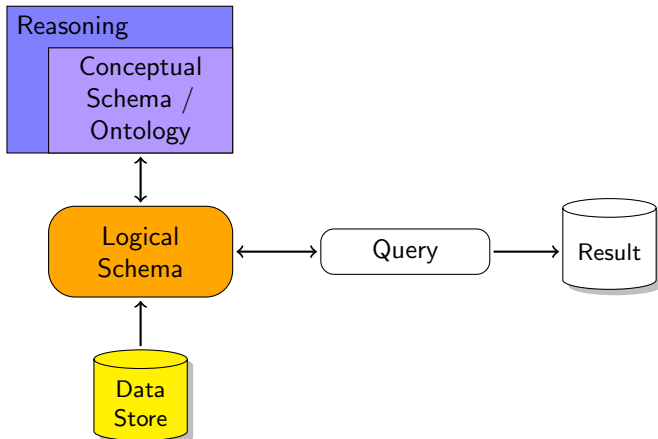 Reasoning
Conceptual
Schema /
Ontology
Logical
Schema
Query
Result
Data
Store